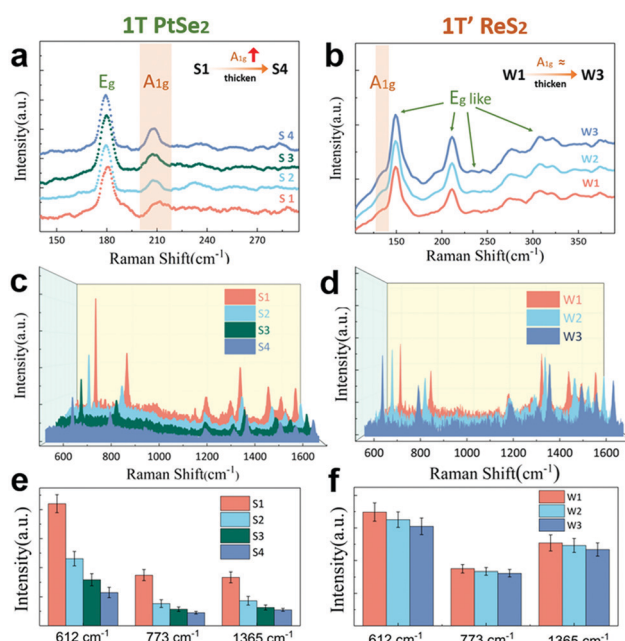 1T PtSe2
1T' ReS2
a
Intensity(a.u.)
Eg
A1g
A1g
S1
S4
thicken
S 4
S 3
S 2
S 1
150
180
210
240
270
Raman Shift(cm-1)
b
Intensity(a.u.)
A1g
Eg like
A1g ≈
W1
W3
thicken
W3
W2
W1
150
200
250
300
350
Raman Shift(cm-1)
c
Intensity(a.u.)
S1
S2
S3
S4
600
800
1000
1200
1400
1600
Raman Shift(cm-1)
d
Intensity(a.u.)
W1
W2
W3
600
800
1000
1200
1400
1600
Raman Shift(cm-1)
e
Intensity(a.u.)
S1
S2
S3
S4
612 cm-1
773 cm-1
1365 cm-1
f
Intensity(a.u.)
W1
W2
W3
612 cm-1
773 cm-1
1365 cm-1